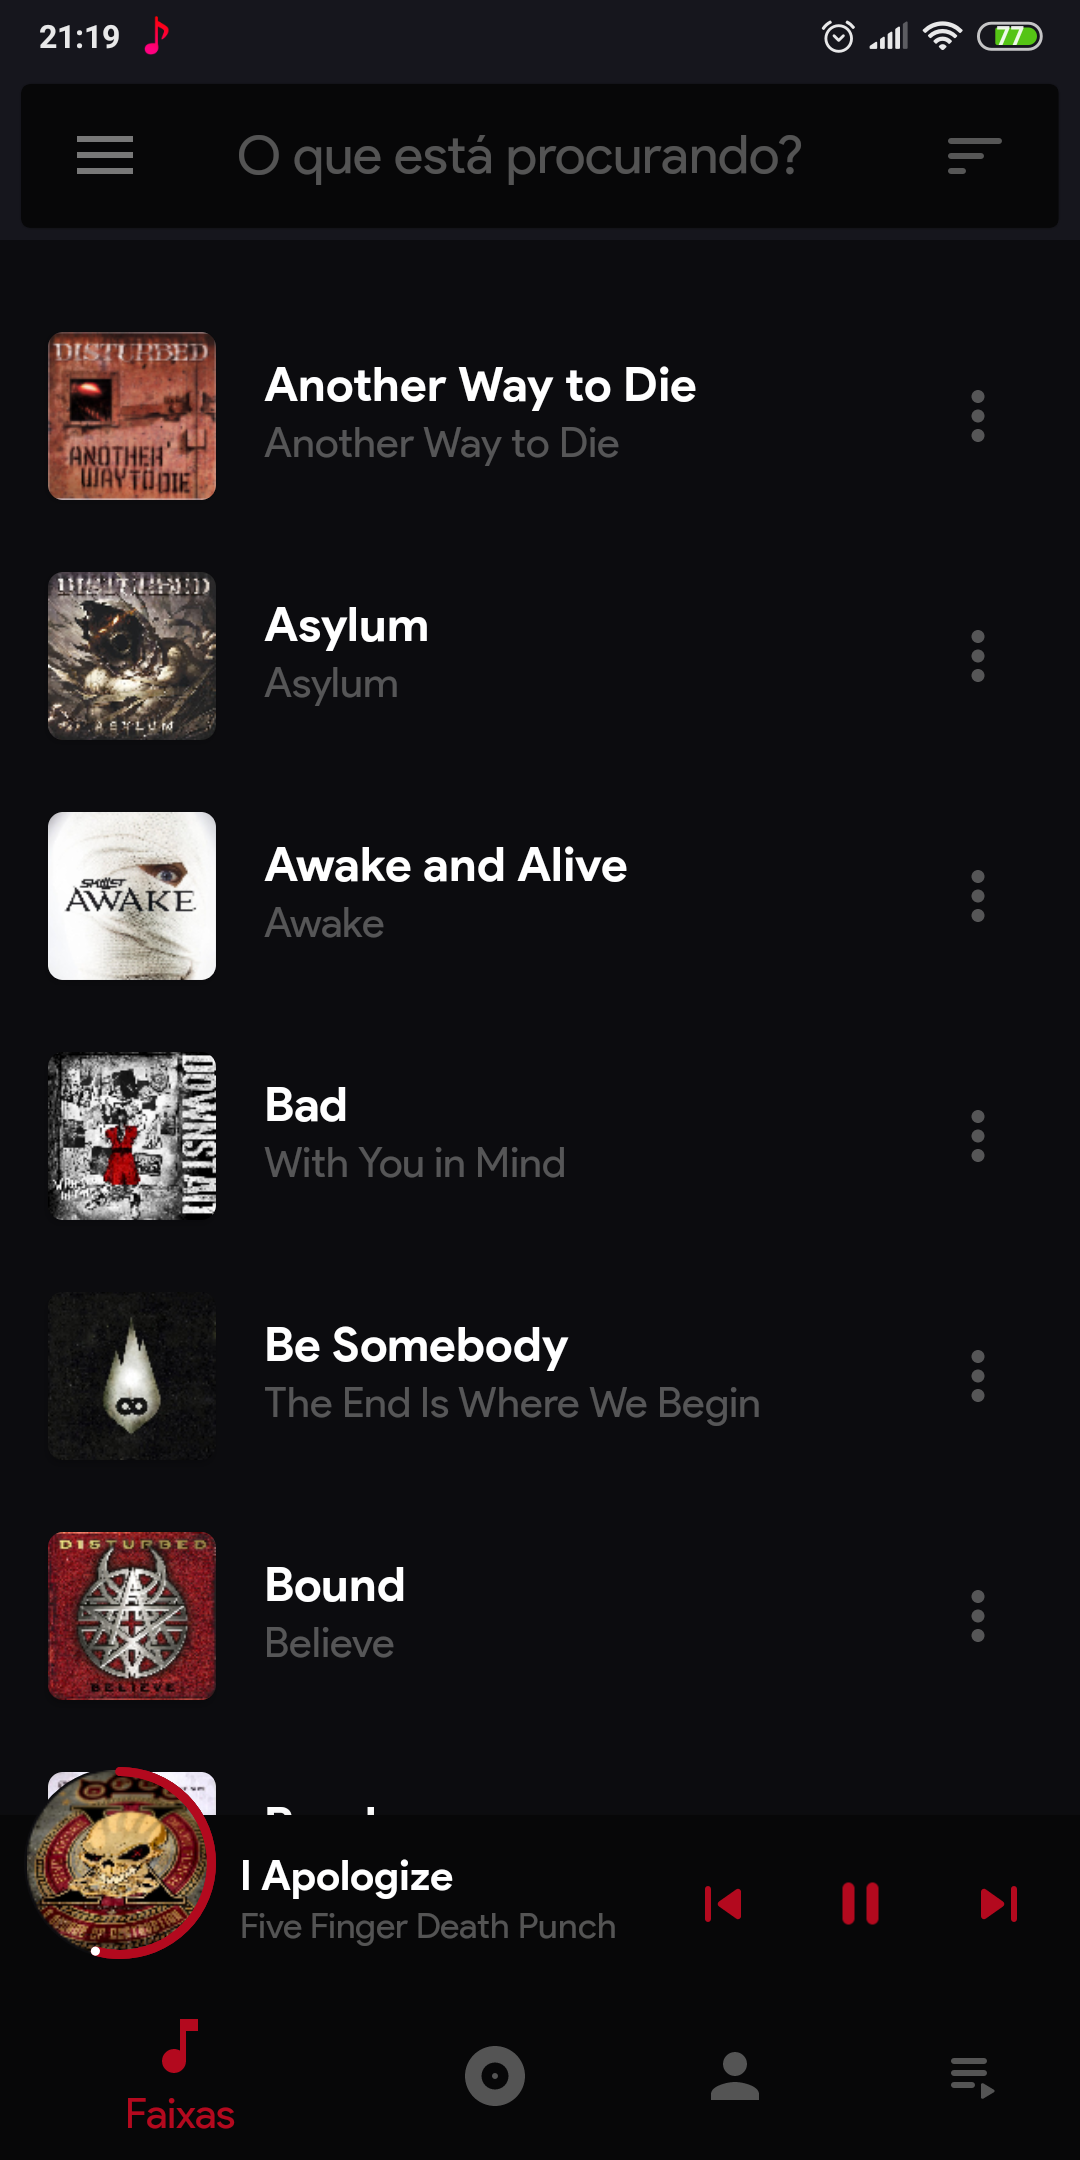 21:19
77
O que está procurando?
DISTURBED
ANOTHER
WAY TO DIE
Another Way to Die
Another Way to Die
DISTURBED
ASYLUM
Asylum
Asylum
SKILLET
AWAKE
Awake and Alive
Awake
DOWNSTAIT
Bad
With You in Mind
Be Somebody
The End Is Where We Begin
DISTURBED
BELIEVE
Bound
Believe
I Apologize
Five Finger Death Punch
Faixas